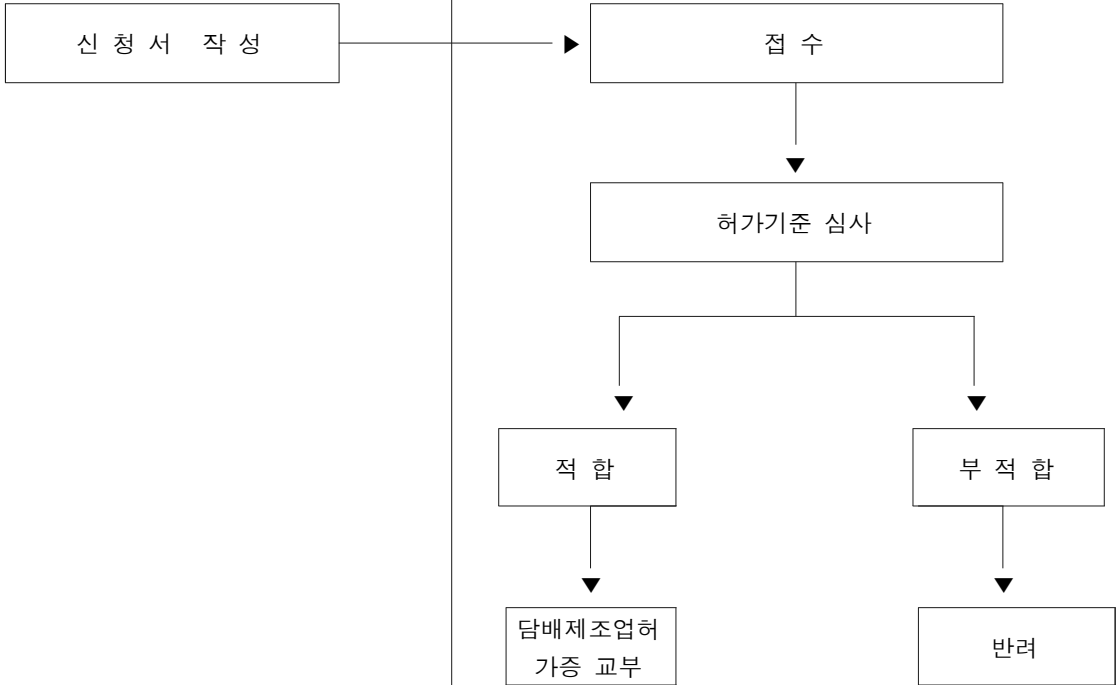 신 청 서 작 성
접 수
허가기준 심사
적 합
부 적 합
담배제조업허
가증 교부
반려